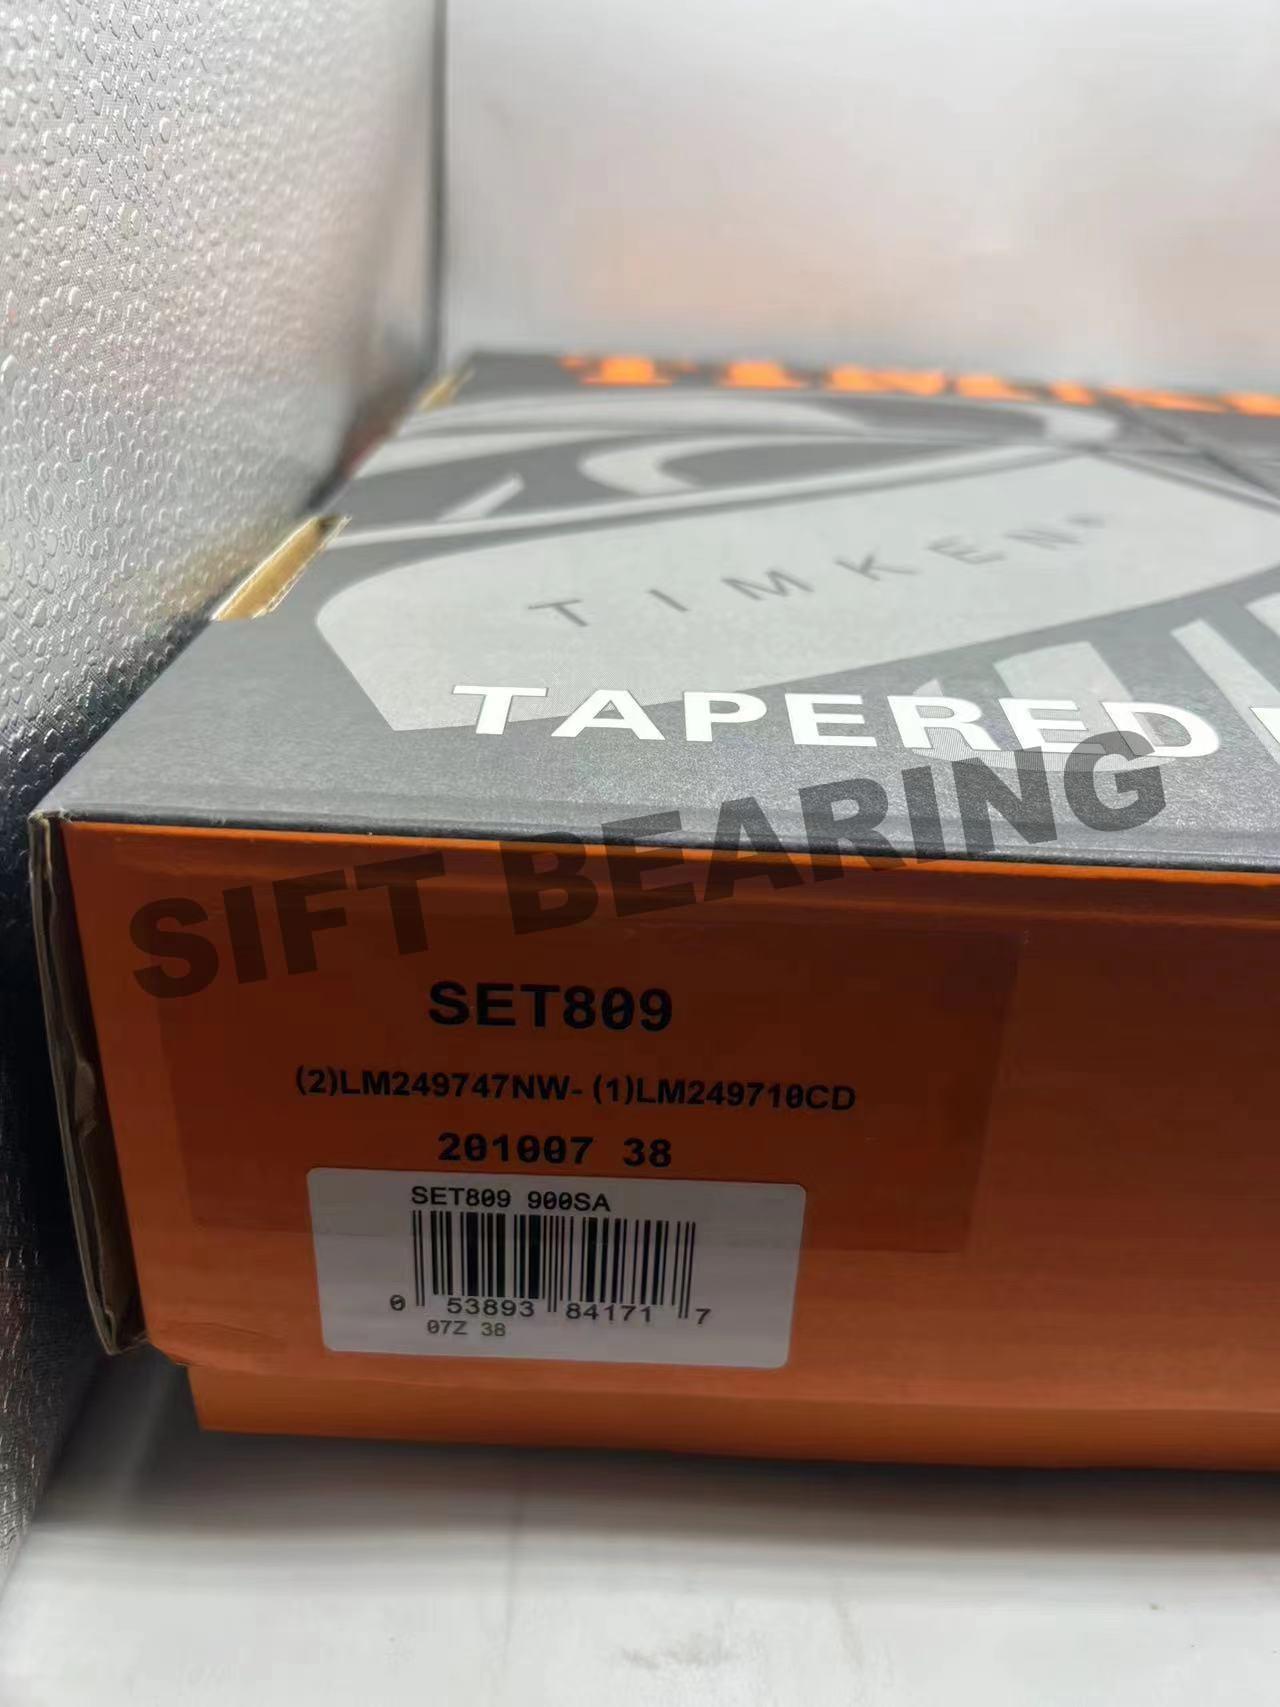 TIMKEN
TIMKEN®
TAPERED
SIFT BEARING
SET809
(2)LM249747NW- (1)LM249710CD
201007 38
SET809 900SA
0 53893 84171 7
07Z 38